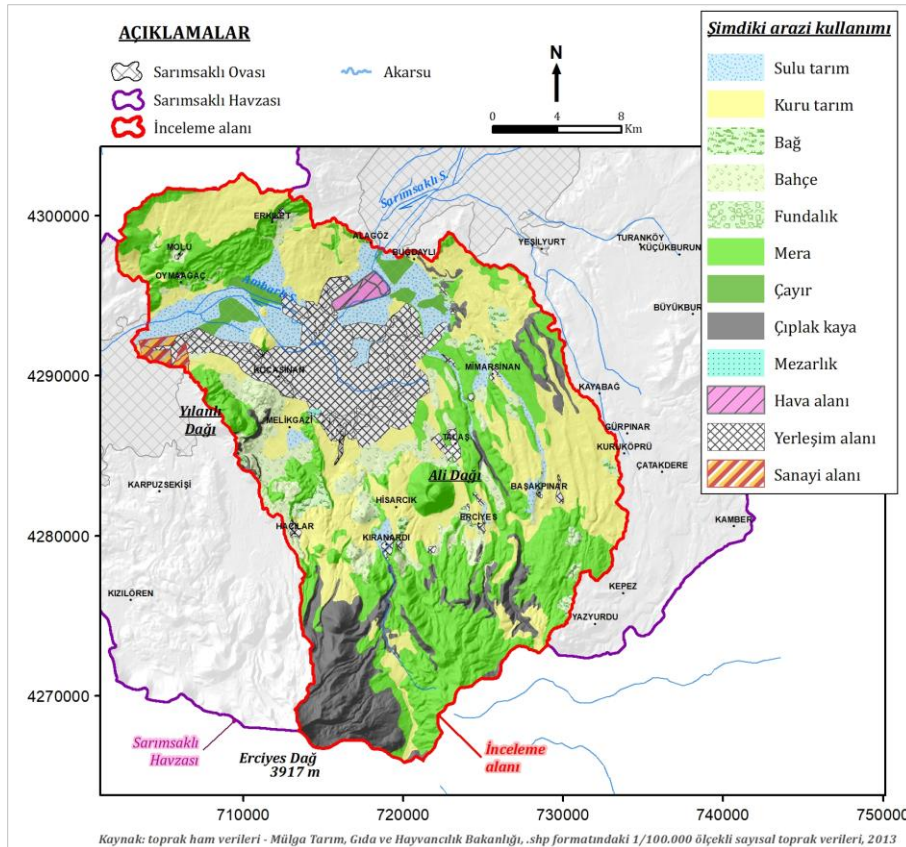 AÇIKLAMALAR
Sarımsaklı Ovası
Akarsu
Sarımsaklı Havzası
İnceleme alanı
N
0 4 8
Km
Şimdiki arazi kullanımı
Sulu tarım
Kuru tarım
Bağ
Bahçe
Fundalık
Mera
Çayır
Çıplak kaya
Mezarlık
Hava alanı
Yerleşim alanı
Sanayi alanı
4300000
4290000
4280000
4270000
Sarımsaklı S.
ERKİLET
ALAGÖZ
BUĞDAYLI
YEŞİLYURT
TURANKÖY
KÜÇÜKBURUN
MOLU
OYMAAĞAÇ
BÜYÜKBUR
KOCASİNAN
MİMARSİNAN
KAYABAĞ
Yılanlı
Dağı
MELİKGAZİ
TALAS
GÜRPINAR
KURUKÖPRÜ
ÇATAKDERE
Ali Dağı
KARPUZSEKİŞİ
HİSARCIK
BAŞAKPINAR
ERCİYES
HACILAR
KIRANARDI
KAMBER
KIZILÖREN
KEPEZ
YAZYURDU
Sarımsaklı
Havzası
Erciyes Dağ
3917 m
İnceleme
alanı
710000 720000 730000 740000 750000
Kaynak: toprak ham verileri - Mülga Tarım, Gıda ve Hayvancılık Bakanlığı, .shp formatındaki 1/100.000 ölçekli sayısal toprak verileri, 2013